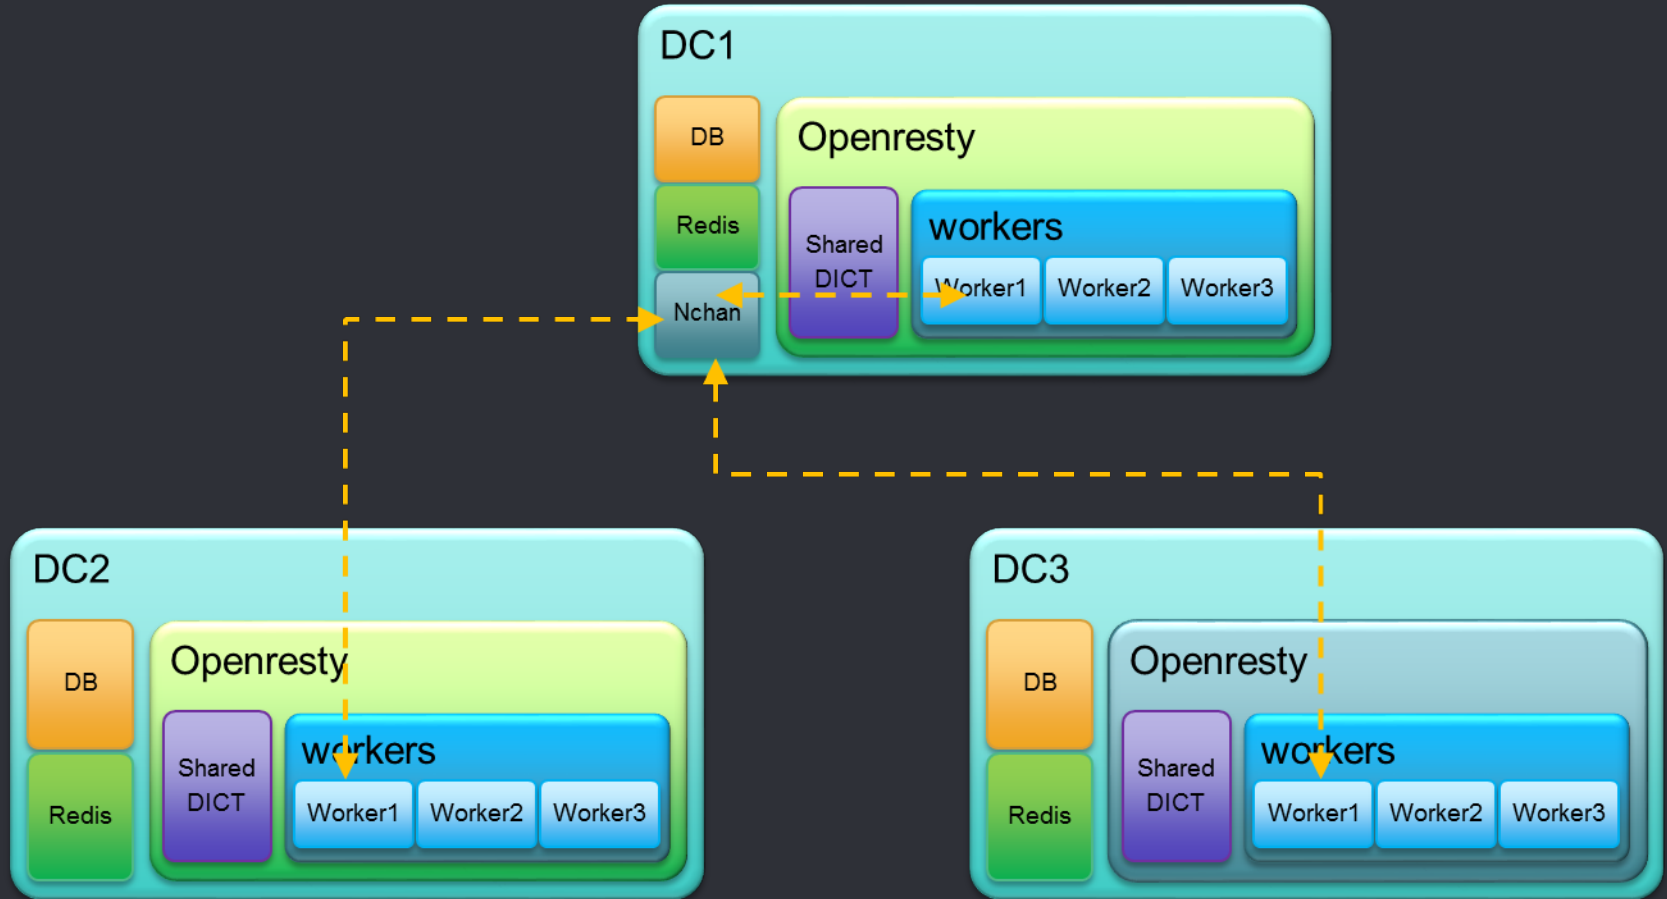 DC1
DB
Redis
Nchan
Openresty
Shared
DICT
workers
Worker1
Worker2
Worker3
DC2
DB
Redis
Openresty
Shared
DICT
workers
Worker1
Worker2
Worker3
DC3
DB
Redis
Openresty
Shared
DICT
workers
Worker1
Worker2
Worker3